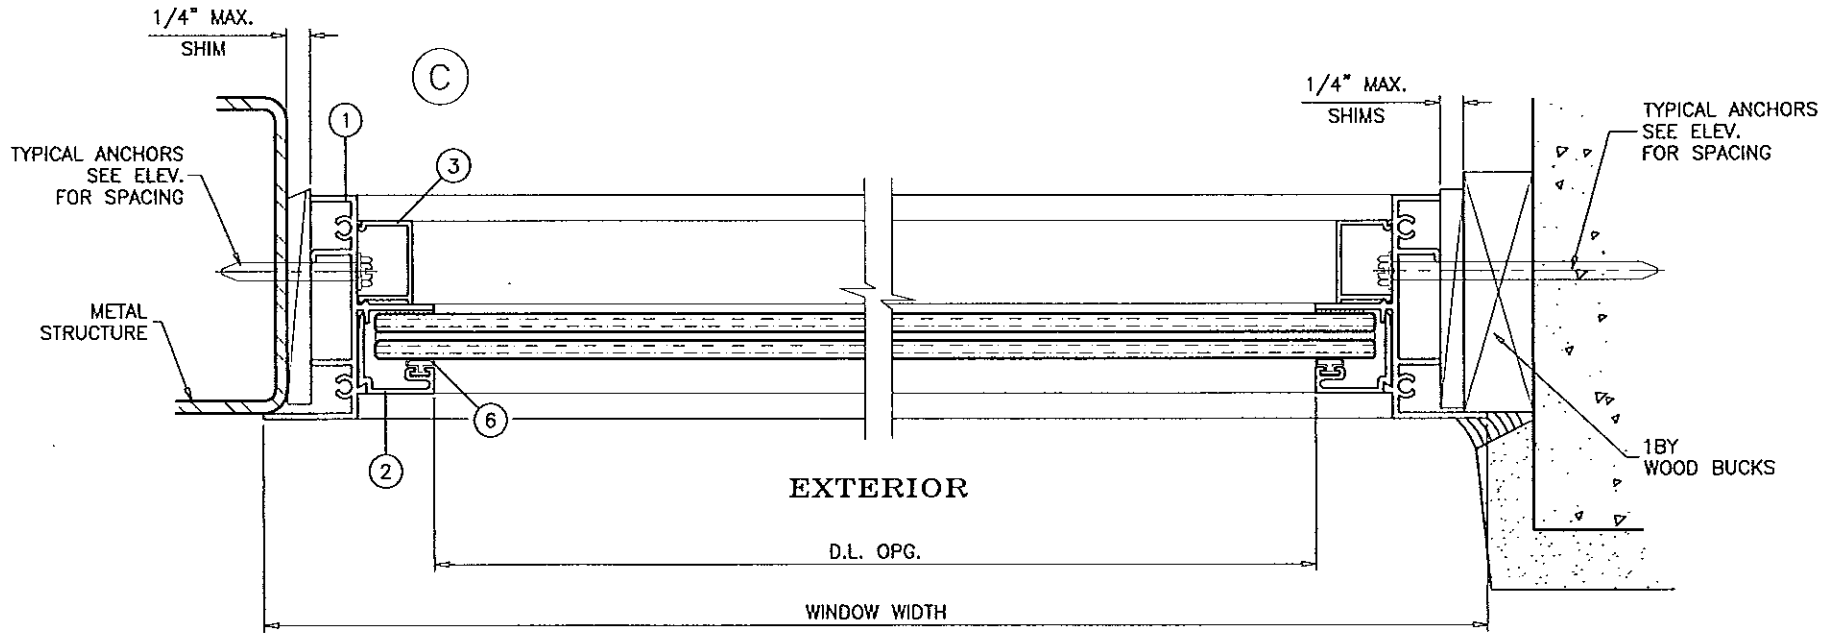 1/4" MAX.
SHIM
C
1
3
TYPICAL ANCHORS
SEE ELEV.
FOR SPACING
METAL
STRUCTURE
6
2
1/4" MAX.
SHIMS
TYPICAL ANCHORS
SEE ELEV.
FOR SPACING
1BY
WOOD BUCKS
EXTERIOR
D.L. OPG.
WINDOW WIDTH